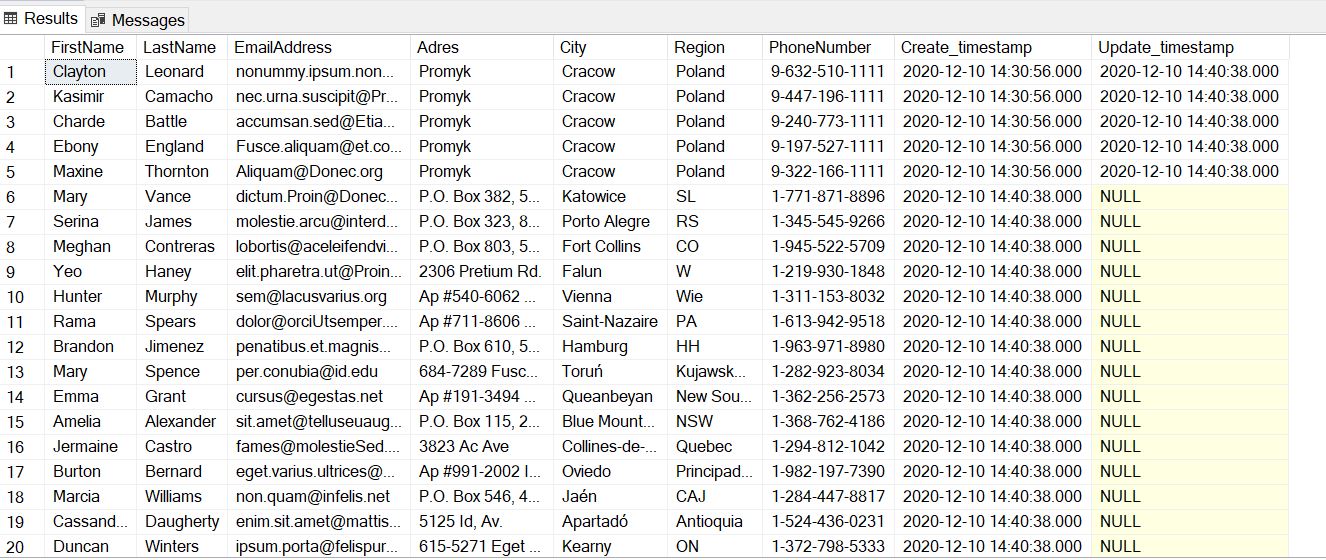 Results Messages
FirstName LastName EmailAddress Adres City Region PhoneNumber Create_timestamp Update_timestamp
1 Clayton Leonard nonummy.ipsum.non... Promyk Cracow Poland 9-632-510-1111 2020-12-10 14:30:56.000 2020-12-10 14:40:38.000
2 Kasimir Camacho nec.urna.suscipit@Pr... Promyk Cracow Poland 9-447-196-1111 2020-12-10 14:30:56.000 2020-12-10 14:40:38.000
3 Charde Battle accumsan.sed@Etia... Promyk Cracow Poland 9-240-773-1111 2020-12-10 14:30:56.000 2020-12-10 14:40:38.000
4 Ebony England Fusce.aliquam@et.co... Promyk Cracow Poland 9-197-527-1111 2020-12-10 14:30:56.000 2020-12-10 14:40:38.000
5 Maxine Thornton Aliquam@Donec.org Promyk Cracow Poland 9-322-166-1111 2020-12-10 14:30:56.000 2020-12-10 14:40:38.000
6 Mary Vance dictum.Proin@Donec... P.O. Box 382, 5... Katowice SL 1-771-871-8896 2020-12-10 14:40:38.000 NULL
7 Serina James molestie.arcu@interd... P.O. Box 323, 8... Porto Alegre RS 1-345-545-9266 2020-12-10 14:40:38.000 NULL
8 Meghan Contreras lobortis@aceleifendvi... P.O. Box 803, 5... Fort Collins CO 1-945-522-5709 2020-12-10 14:40:38.000 NULL
9 Yeo Haney elit.pharetra.ut@Proin... 2306 Pretium Rd. Falun W 1-219-930-1848 2020-12-10 14:40:38.000 NULL
10 Hunter Murphy sem@lacusvarius.org Ap #540-6062 ... Vienna Wie 1-311-153-8032 2020-12-10 14:40:38.000 NULL
11 Rama Spears dolor@orciUtsemper.... Ap #711-8606 ... Saint-Nazaire PA 1-613-942-9518 2020-12-10 14:40:38.000 NULL
12 Brandon Jimenez penatibus.et.magnis... P.O. Box 610, 5... Hamburg HH 1-963-971-8980 2020-12-10 14:40:38.000 NULL
13 Mary Spence per.conubia@id.edu 684-7289 Fusc... Toruń Kujawsk... 1-282-923-8034 2020-12-10 14:40:38.000 NULL
14 Emma Grant cursus@egestas.net Ap #191-3494 ... Queanbeyan New Sou... 1-362-256-2573 2020-12-10 14:40:38.000 NULL
15 Amelia Alexander sit.amet@telluseuaug... P.O. Box 115, 2... Blue Mount... NSW 1-368-762-4186 2020-12-10 14:40:38.000 NULL
16 Jermaine Castro fames@molestieSed.... 3823 Ac Ave Collines-de-... Quebec 1-294-812-1042 2020-12-10 14:40:38.000 NULL
17 Burton Bernard eget.varius.ultrices@... Ap #991-2002 I... Oviedo Principad... 1-982-197-7390 2020-12-10 14:40:38.000 NULL
18 Marcia Williams non.quam@infelis.net P.O. Box 546, 4... Jaén CAJ 1-284-447-8817 2020-12-10 14:40:38.000 NULL
19 Cassand... Daugherty enim.sit.amet@mattis... 5125 Id, Av. Apartadó Antioquia 1-524-436-0231 2020-12-10 14:40:38.000 NULL
20 Duncan Winters ipsum.porta@felispur... 615-5271 Eget ... Kearny ON 1-372-798-5333 2020-12-10 14:40:38.000 NULL